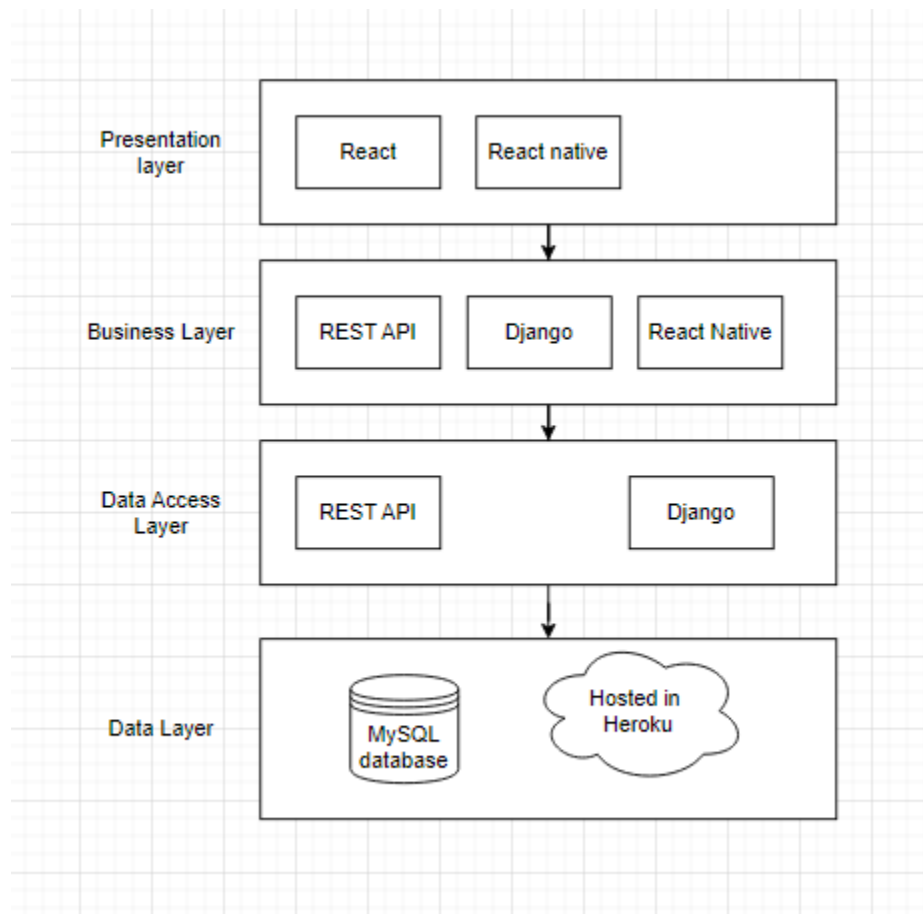 Presentation
layer
React
React native
Business Layer
REST API
Django
React Native
Data Access
Layer
REST API
Django
Data Layer
MySQL
database
Hosted in
Heroku